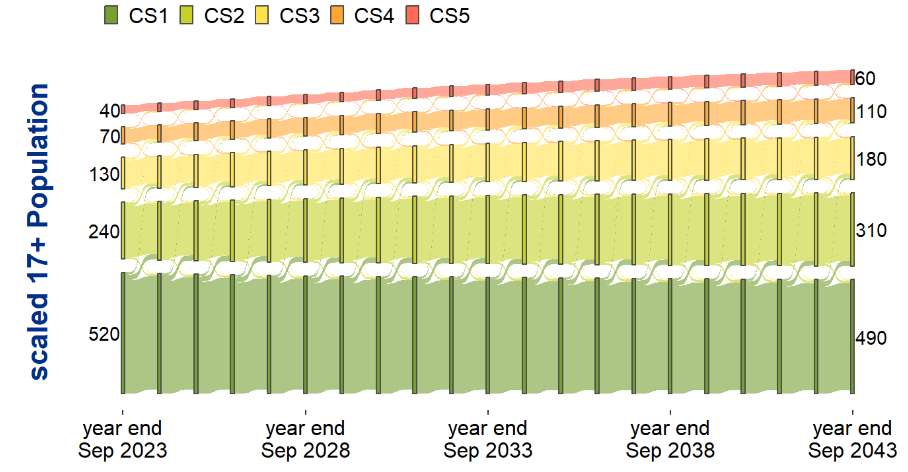 CS1 CS2 CS3 CS4 CS5
scaled 17+ Population
40
70
130
240
520
60
110
180
310
490
year end
Sep 2023
year end
Sep 2028
year end
Sep 2033
year end
Sep 2038
year end
Sep 2043